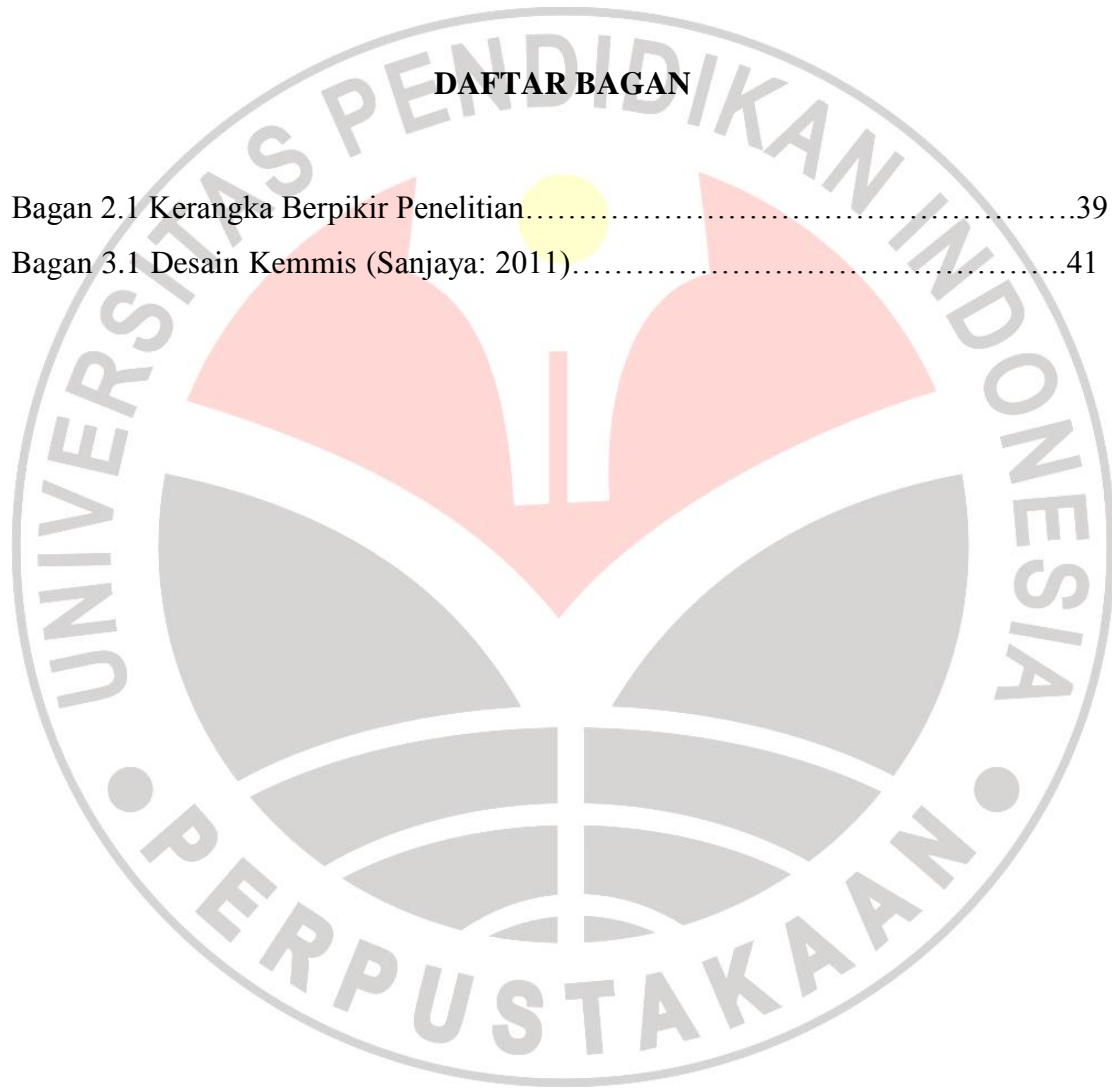 DAFTAR BAGAN
Bagan 2.1 Kerangka Berpikir Penelitian…………………………………………………….39
Bagan 3.1 Desain Kemmis (Sanjaya: 2011)……………………………………………..41
UNIVERSITAS PENDIDIKAN INDONESIA
PERPUSTAKAAN